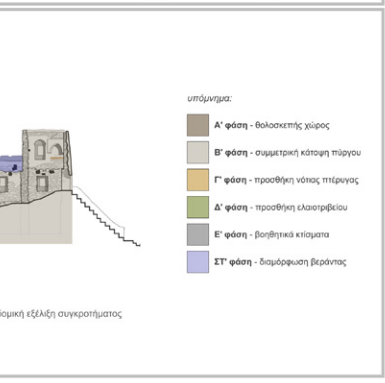 υπόμνημα:
Α' φάση - θολοσκεπής χώρος
Β' φάση - συμμετρική κάτοψη πύργου
Γ' φάση - προσθήκη νότιας πτέρυγας
Δ' φάση - προσθήκη ελαιοτριβείου
Ε' φάση - βοηθητικά κτίσματα
ΣΤ' φάση - διαμόρφωση βεράντας
εξέλιξη συγκροτήματος